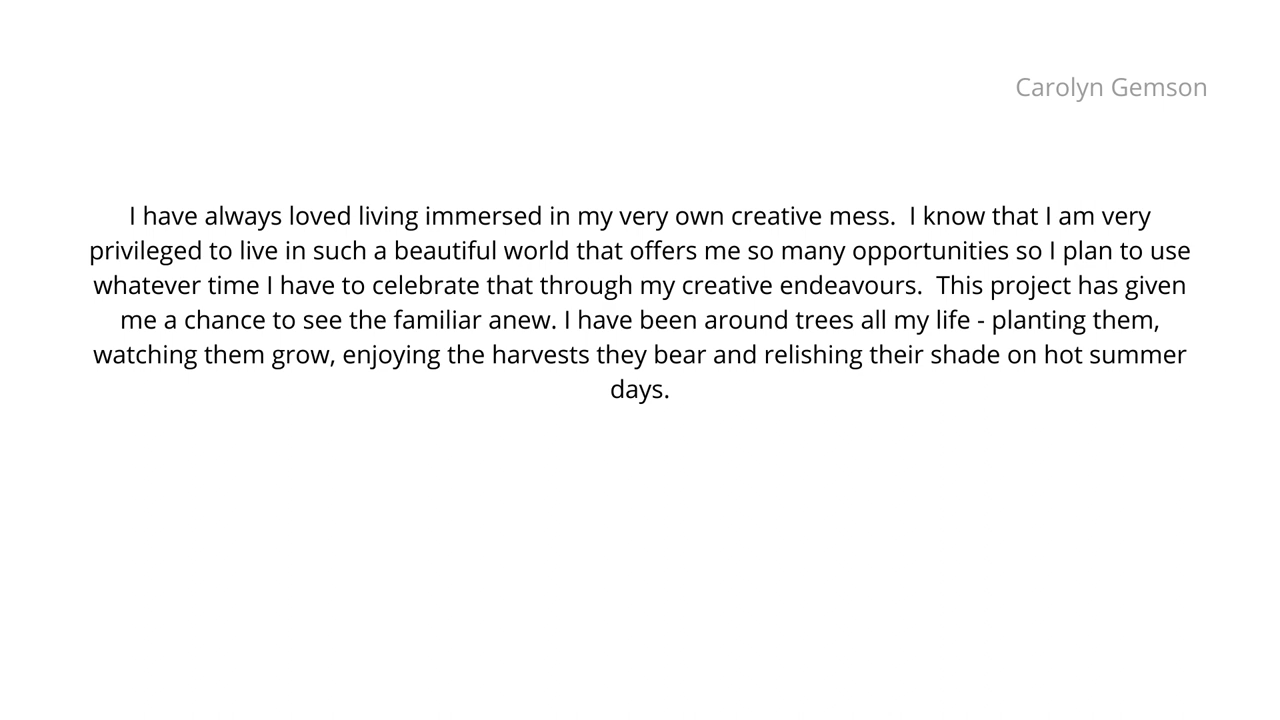 Carolyn Gemson
I have always loved living immersed in my very own creative mess.  I know that I am very
privileged to live in such a beautiful world that offers me so many opportunities so I plan to use
whatever time I have to celebrate that through my creative endeavours.  This project has given
me a chance to see the familiar anew. I have been around trees all my life - planting them,
watching them grow, enjoying the harvests they bear and relishing their shade on hot summer
days.